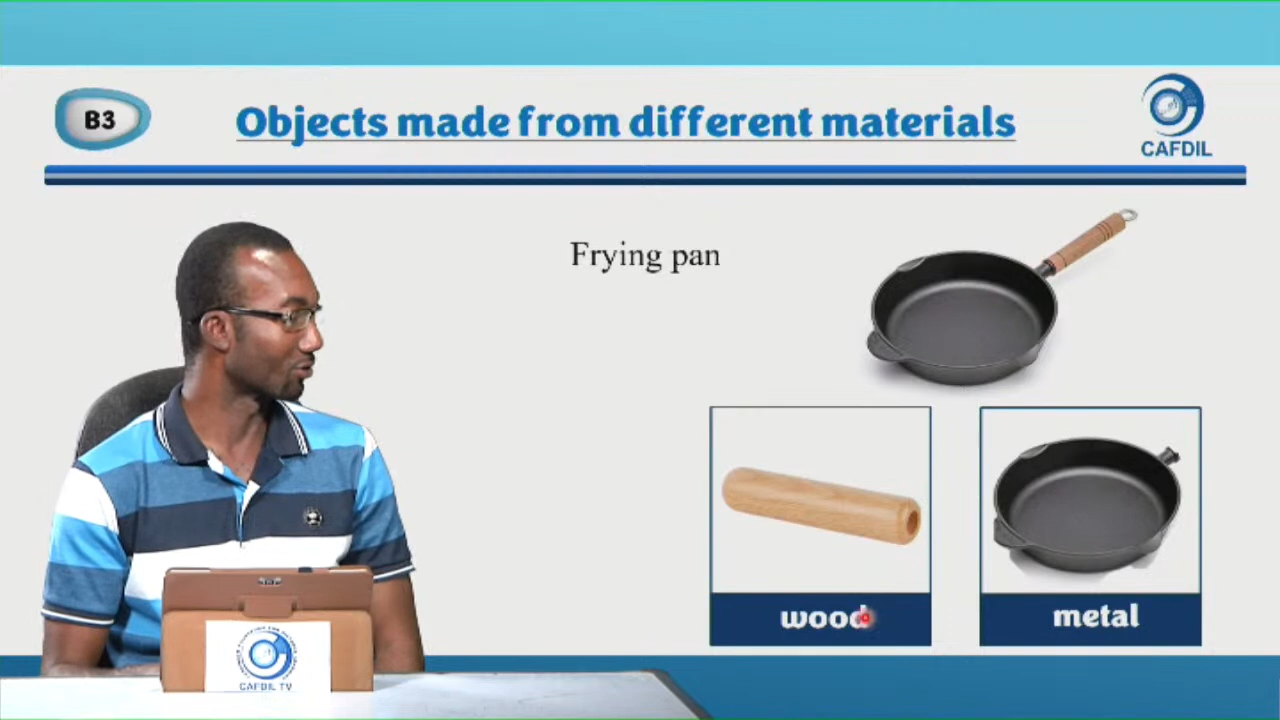 B3
Objects made from different materials
CAFDIL
Frying pan
wood
metal
CAFDIL TV